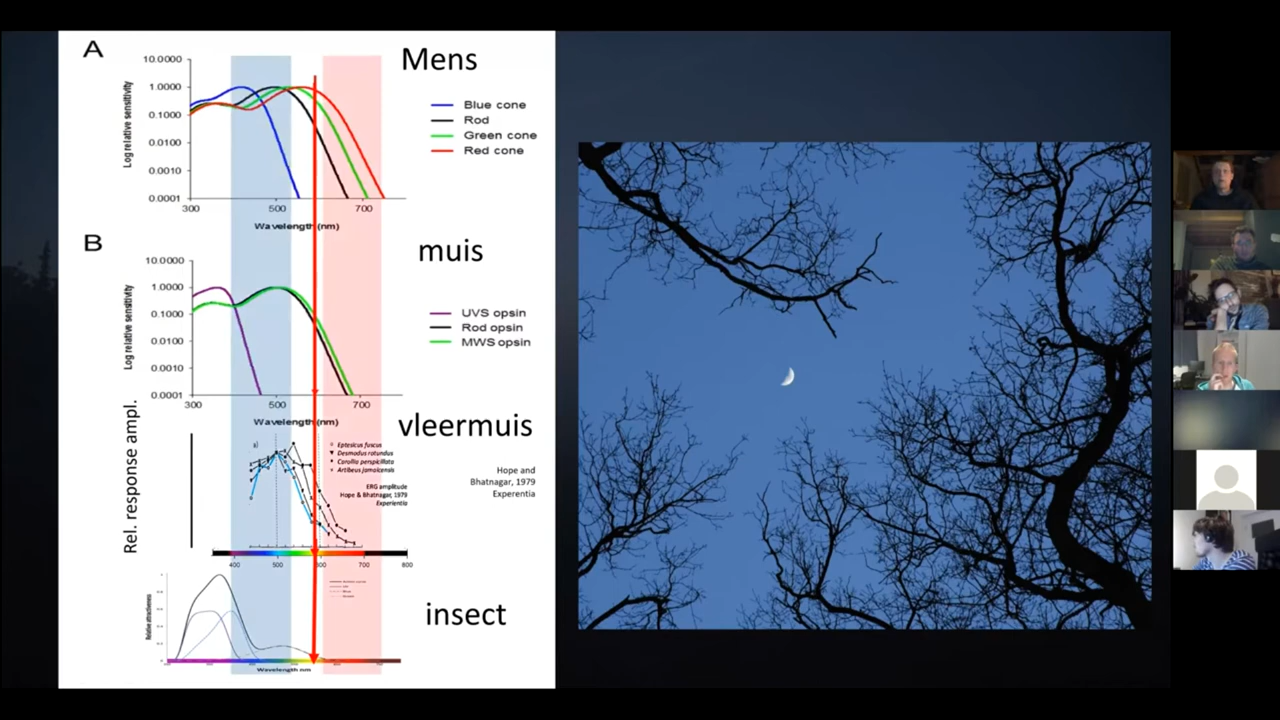 A
Mens
10.0000
1.0000
0.1000
0.0100
0.0010
0.0001
Log relative sensitivity
Blue cone
Rod
Green cone
Red cone
300
500
700
Wavelength (nm)
B
muis
10.0000
1.0000
0.1000
0.0100
0.0010
0.0001
Log relative sensitivity
UVS opsin
Rod opsin
MWS opsin
300
500
700
Wavelength (nm)
vleermuis
Rel. response ampl.
Eptesicus fuscus
Desmodus rotundus
Carollia perspicillata
Artibeus jamaicensis
ERG amplitude
Hope & Bhatnagar, 1979
Experientia
Hope and
Bhatnagar, 1979
Experentia
400
500
600
700
800
insect
Relative attractiveness
Wavelength nm